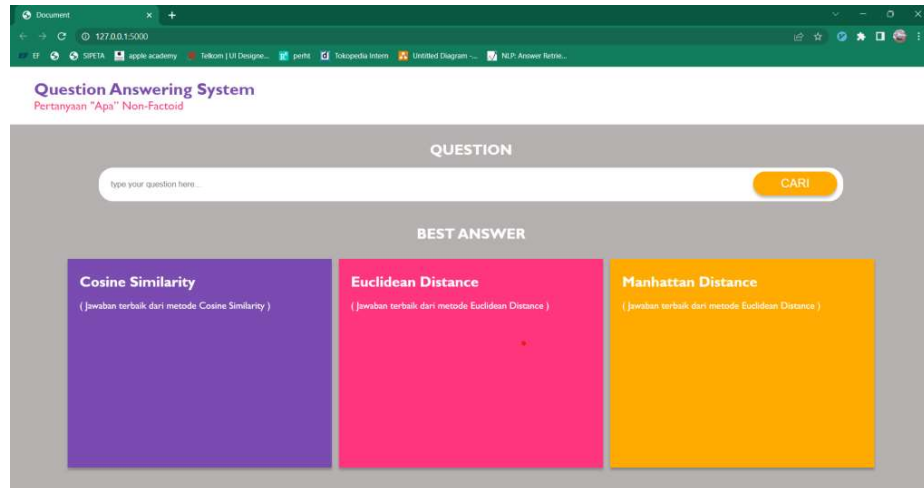 Document
127.0.0.1:5000
EF SIPETA apple academy Telkom | UI Designe... perht Tokopedia Intern Untitled Diagram -... NLP: Answer Retrie...
Question Answering System
Pertanyaan "Apa" Non-Factoid
QUESTION
type your question here...
CARI
BEST ANSWER
Cosine Similarity
( Jawaban terbaik dari metode Cosine Similarity )
Euclidean Distance
( Jawaban terbaik dari metode Euclidean Distance )
Manhattan Distance
( Jawaban terbaik dari metode Euclidean Distance )